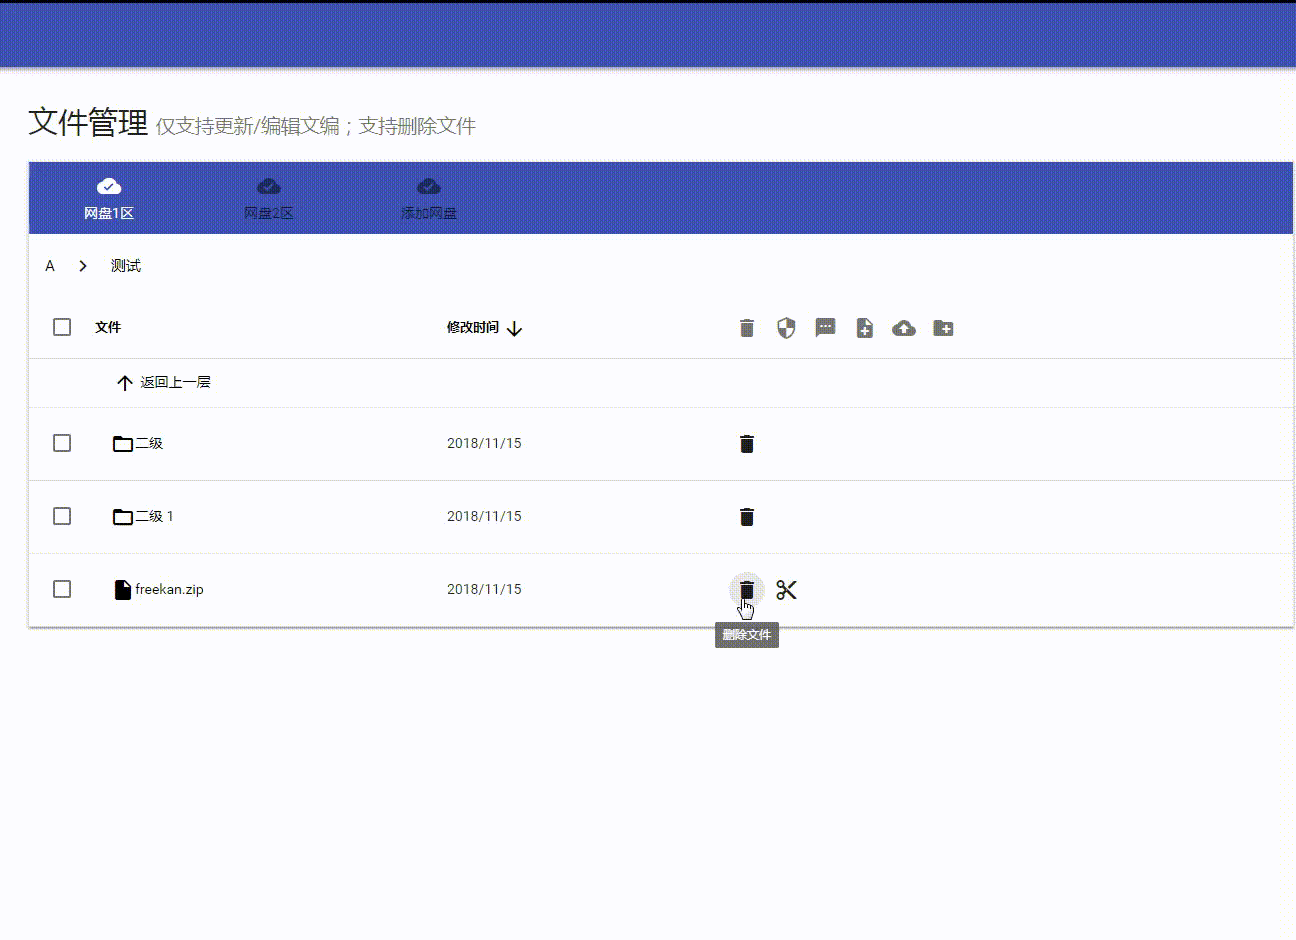 文件管理 仅支持更新/编辑文编；支持删除文件
网盘1区 网盘2区 添加网盘
A 测试
文件 修改时间
返回上一层
二级 2018/11/15
二级 1 2018/11/15
freekan.zip 2018/11/15
删除文件